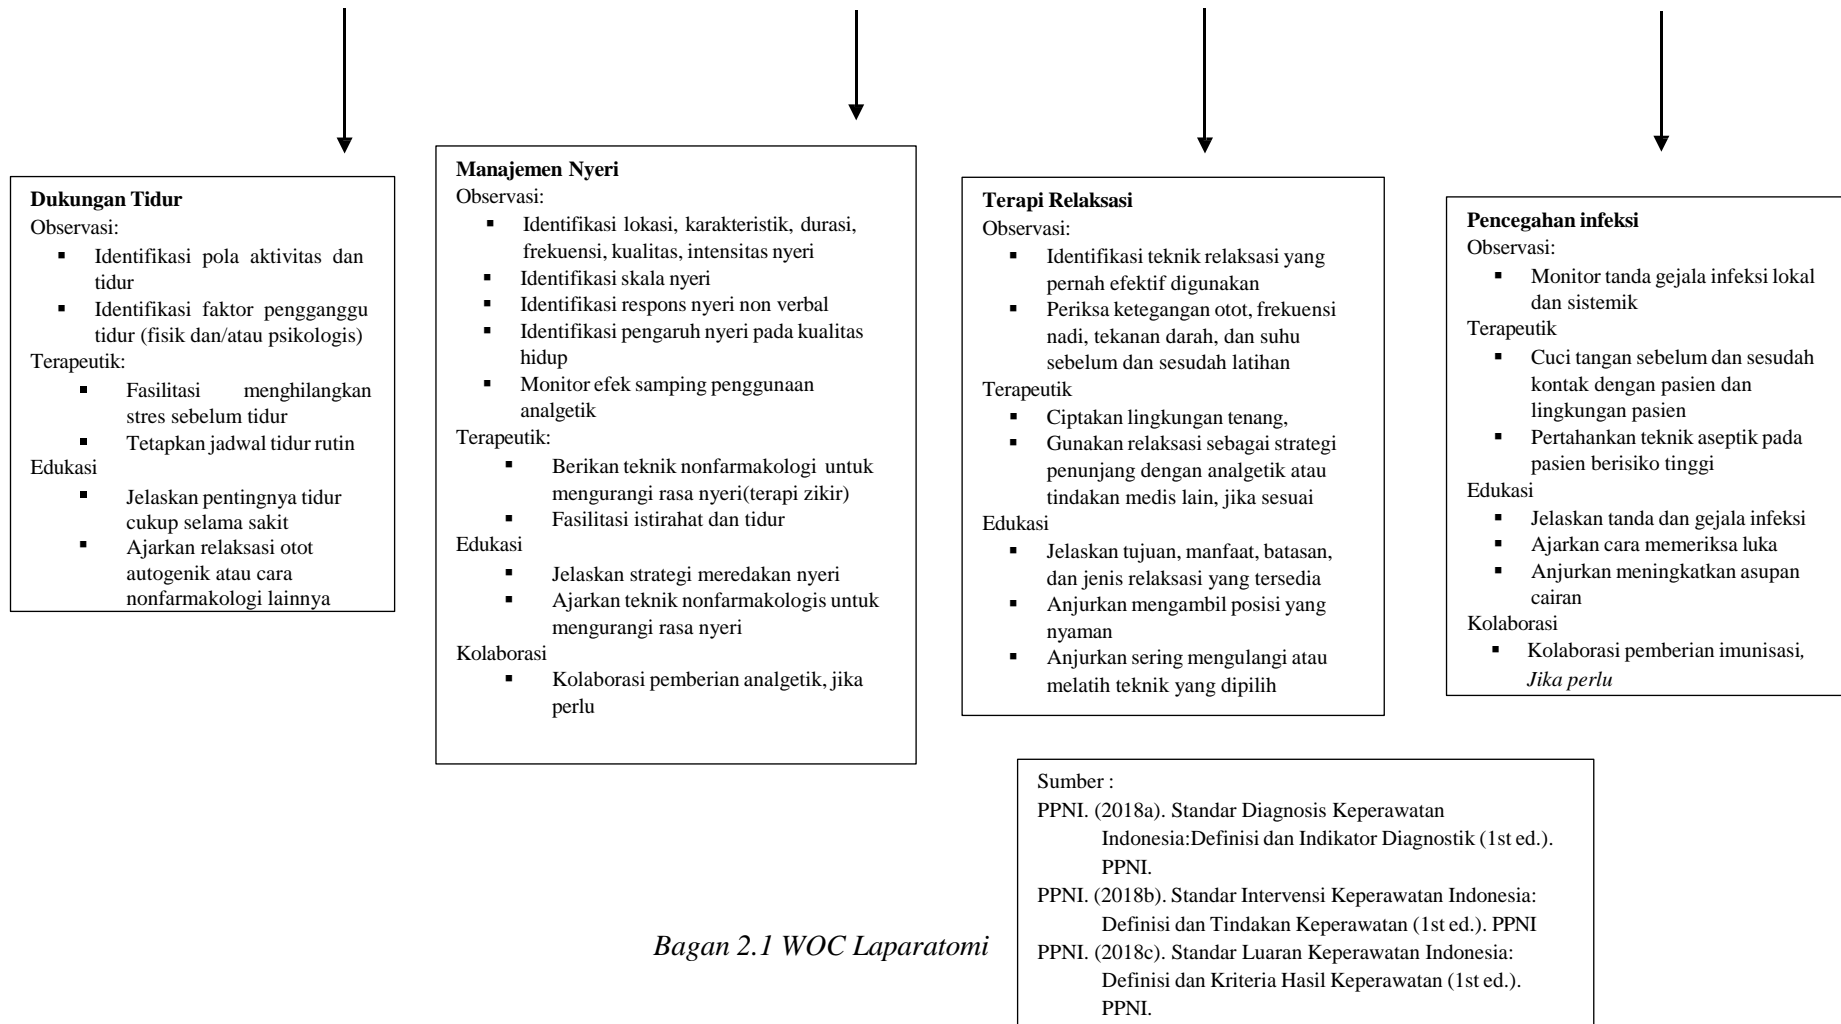 Dukungan Tidur
Observasi:
▪ Identifikasi pola aktivitas dan
tidur
▪ Identifikasi faktor pengganggu
tidur (fisik dan/atau psikologis)
Terapeutik:
▪ Fasilitasi menghilangkan
stres sebelum tidur
▪ Tetapkan jadwal tidur rutin
Edukasi
▪ Jelaskan pentingnya tidur
cukup selama sakit
▪ Ajarkan relaksasi otot
autogenik atau cara
nonfarmakologi lainnya
Manajemen Nyeri
Observasi:
▪ Identifikasi lokasi, karakteristik, durasi,
frekuensi, kualitas, intensitas nyeri
▪ Identifikasi skala nyeri
▪ Identifikasi respons nyeri non verbal
▪ Identifikasi pengaruh nyeri pada kualitas
hidup
▪ Monitor efek samping penggunaan
analgetik
Terapeutik:
▪ Berikan teknik nonfarmakologi untuk
mengurangi rasa nyeri(terapi zikir)
▪ Fasilitasi istirahat dan tidur
Edukasi
▪ Jelaskan strategi meredakan nyeri
▪ Ajarkan teknik nonfarmakologis untuk
mengurangi rasa nyeri
Kolaborasi
▪ Kolaborasi pemberian analgetik, jika
perlu
Terapi Relaksasi
Observasi:
▪ Identifikasi teknik relaksasi yang
pernah efektif digunakan
▪ Periksa ketegangan otot, frekuensi
nadi, tekanan darah, dan suhu
sebelum dan sesudah latihan
Terapeutik
▪ Ciptakan lingkungan tenang,
▪ Gunakan relaksasi sebagai strategi
penunjang dengan analgetik atau
tindakan medis lain, jika sesuai
Edukasi
▪ Jelaskan tujuan, manfaat, batasan,
dan jenis relaksasi yang tersedia
▪ Anjurkan mengambil posisi yang
nyaman
▪ Anjurkan sering mengulangi atau
melatih teknik yang dipilih
Pencegahan infeksi
Observasi:
▪ Monitor tanda gejala infeksi lokal
dan sistemik
Terapeutik
▪ Cuci tangan sebelum dan sesudah
kontak dengan pasien dan
lingkungan pasien
▪ Pertahankan teknik aseptik pada
pasien berisiko tinggi
Edukasi
▪ Jelaskan tanda dan gejala infeksi
▪ Ajarkan cara memeriksa luka
▪ Anjurkan meningkatkan asupan
cairan
Kolaborasi
▪ Kolaborasi pemberian imunisasi,
Jika perlu
Sumber :
PPNI. (2018a). Standar Diagnosis Keperawatan
Indonesia:Definisi dan Indikator Diagnostik (1st ed.).
PPNI.
PPNI. (2018b). Standar Intervensi Keperawatan Indonesia:
Definisi dan Tindakan Keperawatan (1st ed.). PPNI
PPNI. (2018c). Standar Luaran Keperawatan Indonesia:
Definisi dan Kriteria Hasil Keperawatan (1st ed.).
PPNI.
Bagan 2.1 WOC Laparatomi